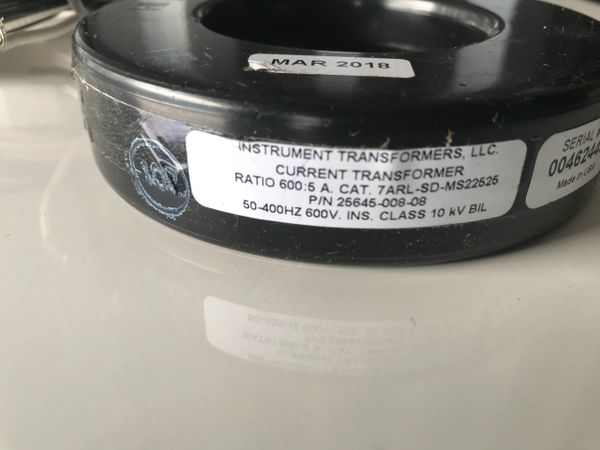 MAR 2018
INSTRUMENT TRANSFORMERS, LLC.
CURRENT TRANSFORMER
RATIO 600:5 A. CAT. 7ARL-SD-MS22525
P/N 25645-008-08
50-400HZ 600V. INS. CLASS 10 kV BIL
SERIAL
0046244
Made in USA